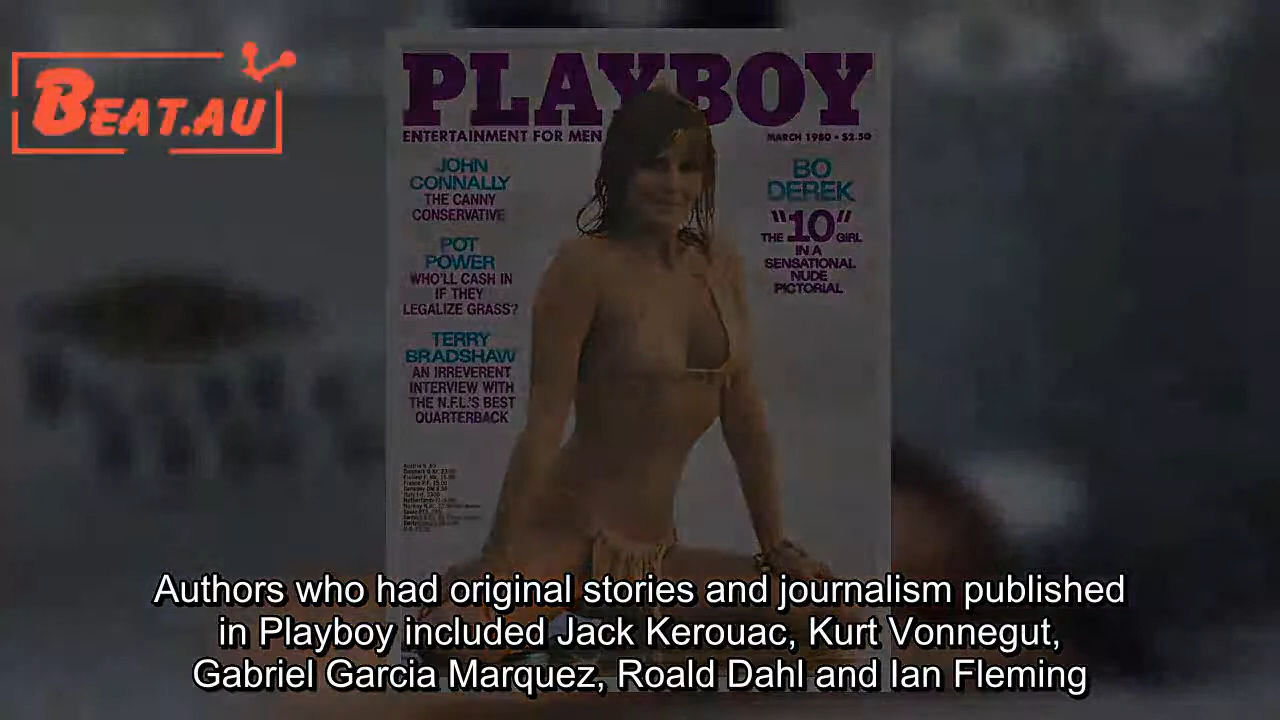 BEAT.AU
PLAYBOY
ENTERTAINMENT FOR MEN
MARCH 1980 • $2.50
JOHN
CONNALLY
THE CANNY
CONSERVATIVE
POT
POWER
WHO'LL CASH IN
IF THEY
LEGALIZE GRASS?
TERRY
BRADSHAW
AN IRREVERENT
INTERVIEW WITH
THE N.F.L.'S BEST
QUARTERBACK
BO
DEREK
THE "10" GIRL
IN A
SENSATIONAL
NUDE
PICTORIAL
Authors who had original stories and journalism published
in Playboy included Jack Kerouac, Kurt Vonnegut,
Gabriel Garcia Marquez, Roald Dahl and Ian Fleming